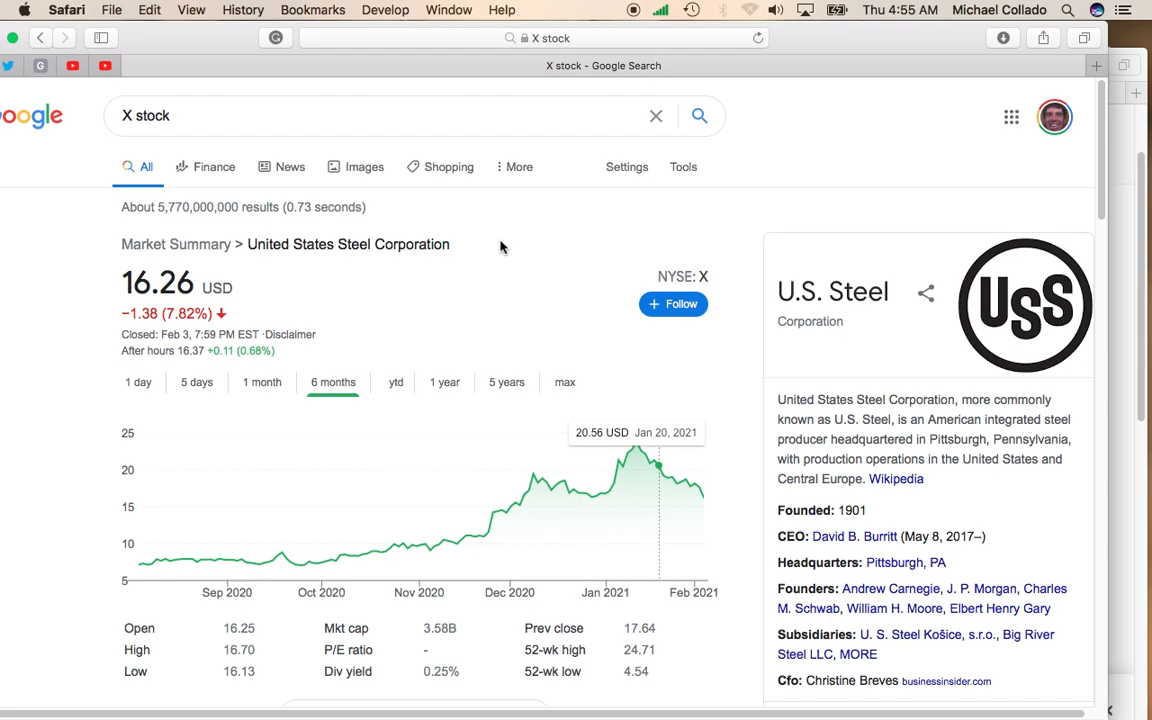 Safari File Edit View History Bookmarks Develop Window Help Thu 4:55 AM Michael Collado
X stock
G X stock - Google Search
oogle X stock
All Finance News Images Shopping More Settings Tools
About 5,770,000,000 results (0.73 seconds)
Market Summary > United States Steel Corporation
16.26 USD
NYSE: X
−1.38 (7.82%)
+ Follow
Closed: Feb 3, 7:59 PM EST ·Disclaimer
After hours 16.37 +0.11 (0.68%)
1 day 5 days 1 month 6 months ytd 1 year 5 years max
20.56 USD Jan 20, 2021
25
20
15
10
5
Sep 2020 Oct 2020 Nov 2020 Dec 2020 Jan 2021 Feb 2021
Open 16.25 Mkt cap 3.58B Prev close 17.64
High 16.70 P/E ratio - 52-wk high 24.71
Low 16.13 Div yield 0.25% 52-wk low 4.54
U.S. Steel
Corporation
USS
United States Steel Corporation, more commonly
known as U.S. Steel, is an American integrated steel
producer headquartered in Pittsburgh, Pennsylvania,
with production operations in the United States and
Central Europe. Wikipedia
Founded: 1901
CEO: David B. Burritt (May 8, 2017–)
Headquarters: Pittsburgh, PA
Founders: Andrew Carnegie, J. P. Morgan, Charles
M. Schwab, William H. Moore, Elbert Henry Gary
Subsidiaries: U. S. Steel Košice, s.r.o., Big River
Steel LLC, MORE
Cfo: Christine Breves businessinsider.com